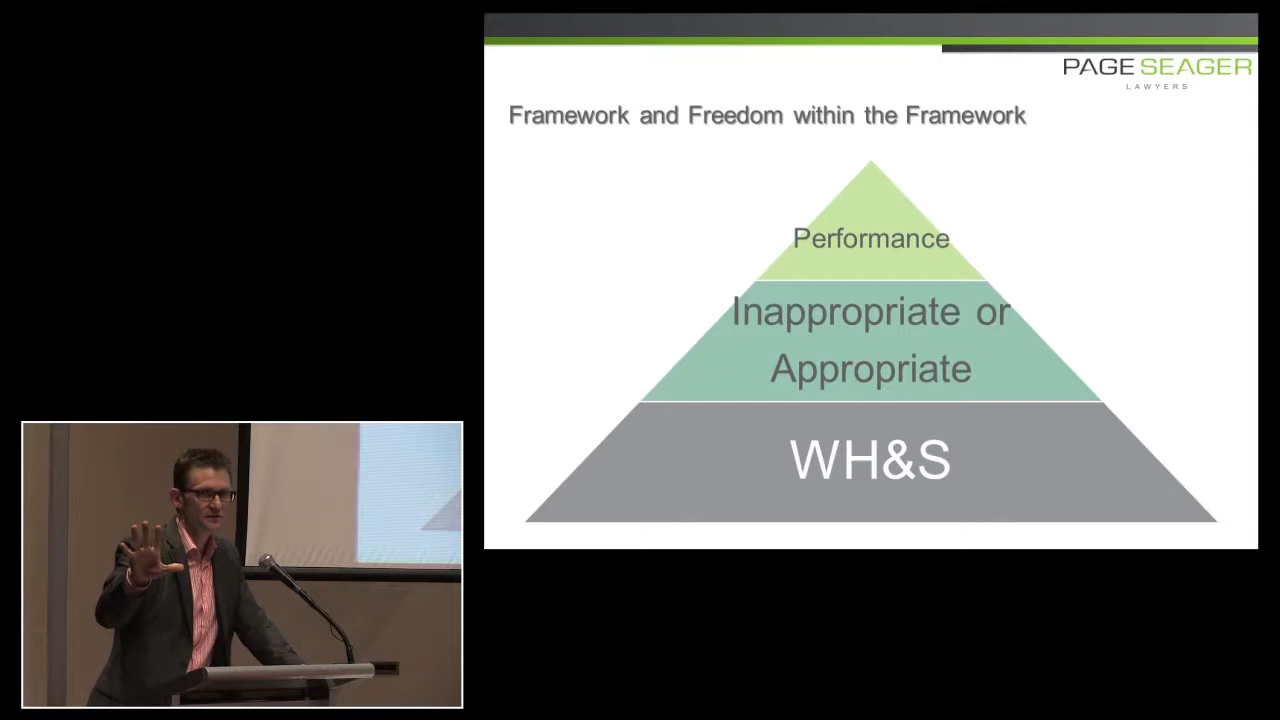 PAGE SEAGER
LAWYERS
Framework and Freedom within the Framework
Performance
Inappropriate or
Appropriate
WH&S